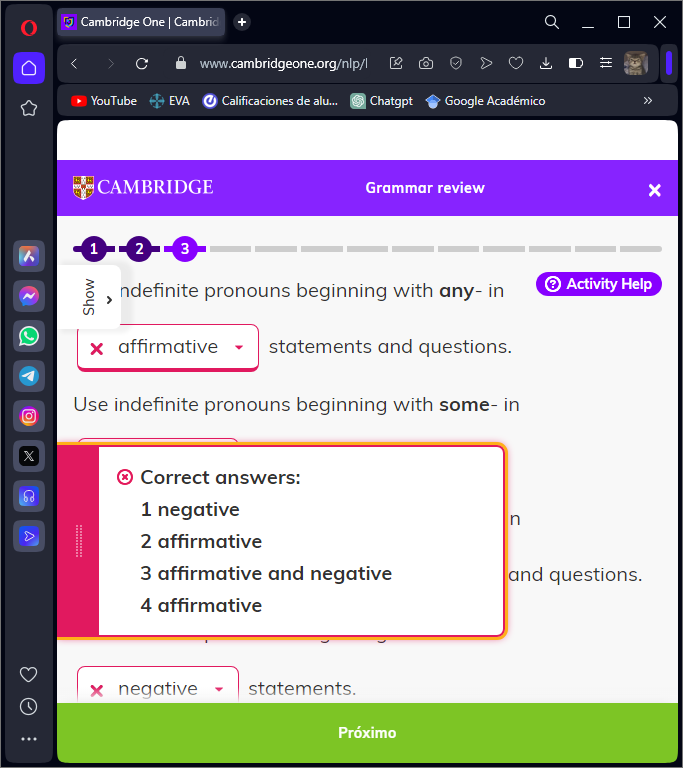 Cambridge One | Cambrid
www.cambridgeone.org/nlp/l
YouTube
EVA
Calificaciones de alu...
Chatgpt
Google Académico
CAMBRIDGE
Grammar review
1 2 3
Show
Activity Help
ndefinite pronouns beginning with any- in
affirmative statements and questions.
Use indefinite pronouns beginning with some- in
Correct answers:
1 negative
2 affirmative
3 affirmative and negative
4 affirmative
n
and questions.
negative statements.
Próximo